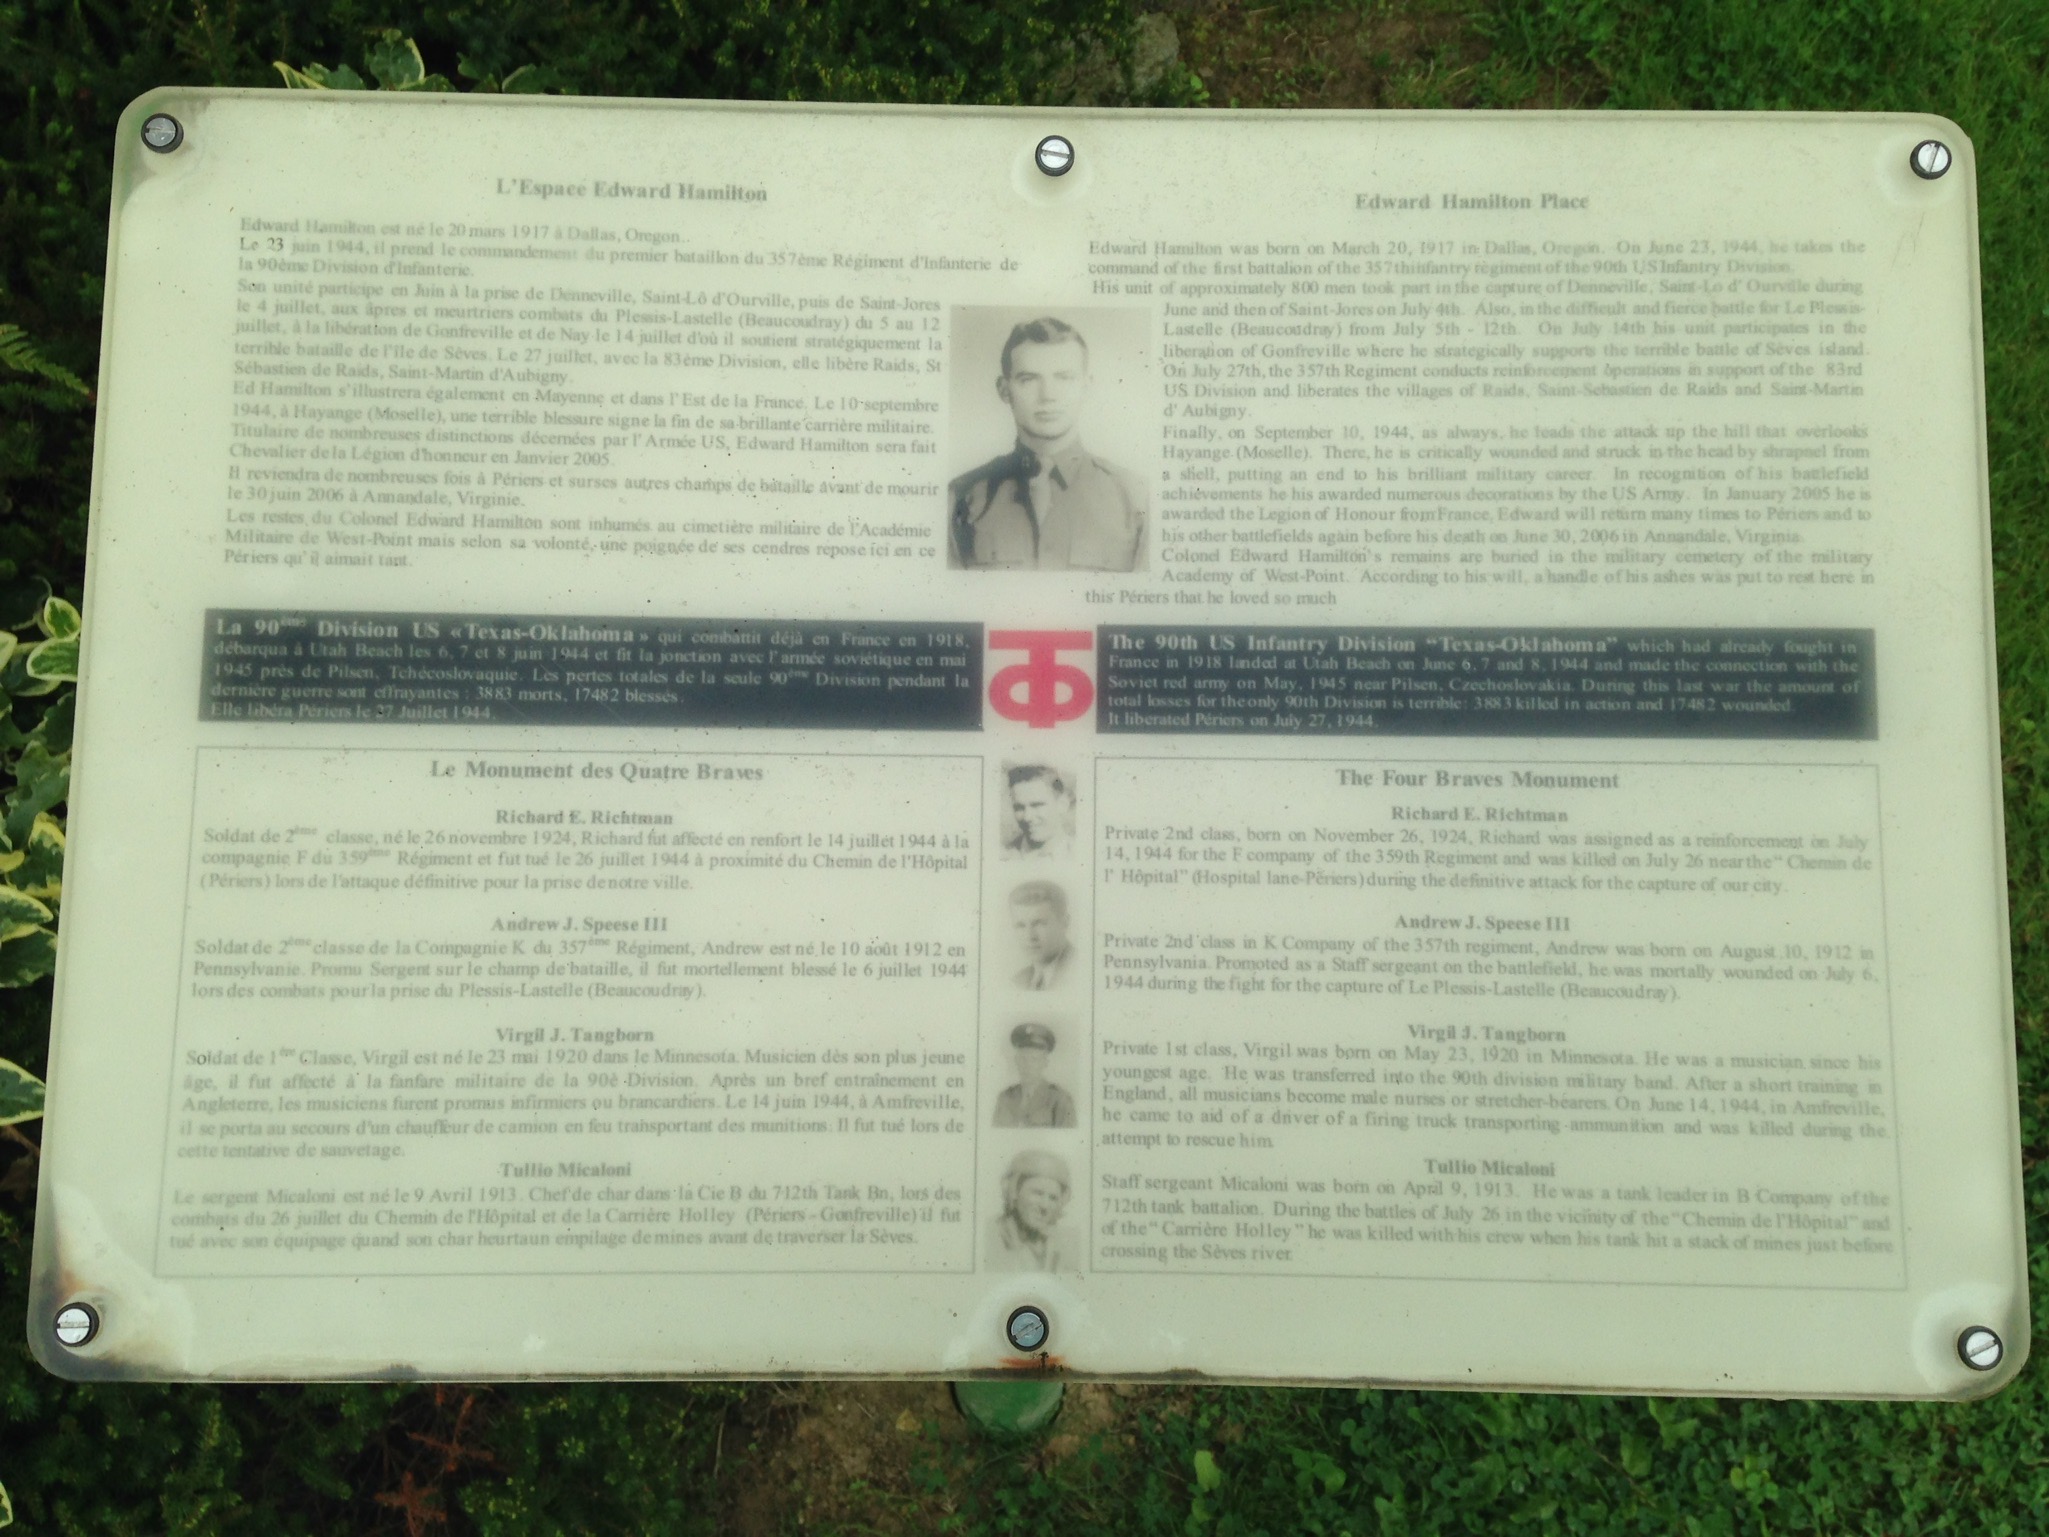 L'Espace Edward Hamilton
Edward Hamilton est né le 20 mars 1917 à Dallas, Oregon..
Le 23 juin 1944, il prend le commandement du premier bataillon du 357ème Régiment d'Infanterie de
la 90ème Division d'Infanterie.
Son unité participe en Juin à la prise de Denneville, Saint-Lô d'Ourville, puis de Saint-Jores
le 4 juillet, aux âpres et meurtriers combats du Plessis-Lastelle (Beaucoudray) du 5 au 12
juillet, à la libération de Gonfreville et de Nay le 14 juillet d'où il soutient stratégiquement la
terrible bataille de l'île de Sèves. Le 27 juillet, avec la 83ème Division, elle libère Raids, St
Sébastien de Raids, Saint-Martin d'Aubigny.
Ed Hamilton s'illustrera également en Mayenne et dans l'Est de la France. Le 10 septembre
1944, à Hayange (Moselle), une terrible blessure signe la fin de sa brillante carrière militaire.
Titulaire de nombreuses distinctions décernées par l'Armée US, Edward Hamilton sera fait
Chevalier de la Légion d'honneur en Janvier 2005.
Il reviendra de nombreuses fois à Périers et surses autres champs de bataille avant de mourir
le 30 juin 2006 à Annandale, Virginie.
Les restes du Colonel Edward Hamilton sont inhumés au cimetière militaire de l'Académie
Militaire de West-Point mais selon sa volonté, une poignée de ses cendres repose ici en ce
Périers qu'il aimait tant.
Edward Hamilton Place
Edward Hamilton was born on March 20, 1917 in Dallas, Oregon. On June 23, 1944, he takes the
command of the first battalion of the 357th infantry regiment of the 90th US Infantry Division.
His unit of approximately 800 men took part in the capture of Denneville, Saint-Lo d'Ourville during
June and then of Saint-Jores on July 4th. Also, in the difficult and fierce battle for Le Plessis-
Lastelle (Beaucoudray) from July 5th - 12th. On July 14th his unit participates in the
liberation of Gonfreville where he strategically supports the terrible battle of Sèves island.
On July 27th, the 357th Regiment conducts reinforcement operations in support of the 83rd
US Division and liberates the villages of Raids, Saint-Sebastien de Raids and Saint-Martin
d'Aubigny.
Finally, on September 10, 1944, as always, he leads the attack up the hill that overlooks
Hayange (Moselle). There, he is critically wounded and struck in the head by shrapnel from
a shell, putting an end to his brilliant military career. In recognition of his battlefield
achievements he his awarded numerous decorations by the US Army. In January 2005 he is
awarded the Legion of Honour from France, Edward will return many times to Périers and to
his other battlefields again before his death on June 30, 2006 in Annandale, Virginia.
Colonel Edward Hamilton's remains are buried in the military cemetery of the military
Academy of West-Point. According to his will, a handle of his ashes was put to rest here in
this Périers that he loved so much
La 90ème Division US «Texas-Oklahoma» qui combattit déjà en France en 1918,
débarqua à Utah Beach les 6, 7 et 8 juin 1944 et fit la jonction avec l'armée soviétique en mai
1945 près de Pilsen, Tchécoslovaquie. Les pertes totales de la seule 90ème Division pendant la
dernière guerre sont effrayantes : 3883 morts, 17482 blessés.
Elle libéra Périers le 27 Juillet 1944.
The 90th US Infantry Division "Texas-Oklahoma" which had already fought in
France in 1918 landed at Utah Beach on June 6, 7 and 8, 1944 and made the connection with the
Soviet red army on May, 1945 near Pilsen, Czechoslovakia. During this last war the amount of
total losses for the only 90th Division is terrible: 3883 killed in action and 17482 wounded.
It liberated Périers on July 27, 1944.
Le Monument des Quatre Braves
Richard E. Richtman
Soldat de 2ème classe, né le 26 novembre 1924, Richard fut affecté en renfort le 14 juillet 1944 à la
compagnie F du 359ème Régiment et fut tué le 26 juillet 1944 à proximité du Chemin de l'Hôpital
(Périers) lors de l'attaque définitive pour la prise de notre ville.
Andrew J. Speese III
Soldat de 2ème classe de la Compagnie K du 357ème Régiment, Andrew est né le 10 août 1912 en
Pennsylvanie. Promu Sergent sur le champ de bataille, il fut mortellement blessé le 6 juillet 1944
lors des combats pour la prise du Plessis-Lastelle (Beaucoudray).
Virgil J. Tangborn
Soldat de 1ère Classe, Virgil est né le 23 mai 1920 dans le Minnesota. Musicien dès son plus jeune
âge, il fut affecté à la fanfare militaire de la 90è Division. Après un bref entraînement en
Angleterre, les musiciens furent promus infirmiers ou brancardiers. Le 14 juin 1944, à Amfreville,
il se porta au secours d'un chauffeur de camion en feu transportant des munitions. Il fut tué lors de
cette tentative de sauvetage.
Tullio Micaloni
Le sergent Micaloni est né le 9 Avril 1913. Chef de char dans la Cie B du 712th Tank Bn, lors des
combats du 26 juillet du Chemin de l'Hôpital et de la Carrière Holley (Périers - Gonfreville) il fut
tué avec son équipage quand son char heurta un empilage de mines avant de traverser la Sèves.
The Four Braves Monument
Richard E. Richtman
Private 2nd class, born on November 26, 1924, Richard was assigned as a reinforcement on July
14, 1944 for the F company of the 359th Regiment and was killed on July 26 near the "Chemin de
l' Hôpital" (Hospital lane-Périers) during the definitive attack for the capture of our city.
Andrew J. Speese III
Private 2nd class in K Company of the 357th regiment, Andrew was born on August 10, 1912 in
Pennsylvania. Promoted as a Staff sergeant on the battlefield, he was mortally wounded on July 6,
1944 during the fight for the capture of Le Plessis-Lastelle (Beaucoudray).
Virgil J. Tangborn
Private 1st class, Virgil was born on May 23, 1920 in Minnesota. He was a musician since his
youngest age. He was transferred into the 90th division military band. After a short training in
England, all musicians become male nurses or stretcher-bearers. On June 14, 1944, in Amfreville,
he came to aid of a driver of a firing truck transporting ammunition and was killed during the
attempt to rescue him.
Tullio Micaloni
Staff sergeant Micaloni was born on April 9, 1913. He was a tank leader in B Company of the
712th tank battalion. During the battles of July 26 in the vicinity of the "Chemin de l'Hôpital" and
of the "Carrière Holley" he was killed with his crew when his tank hit a stack of mines just before
crossing the Sèves river.